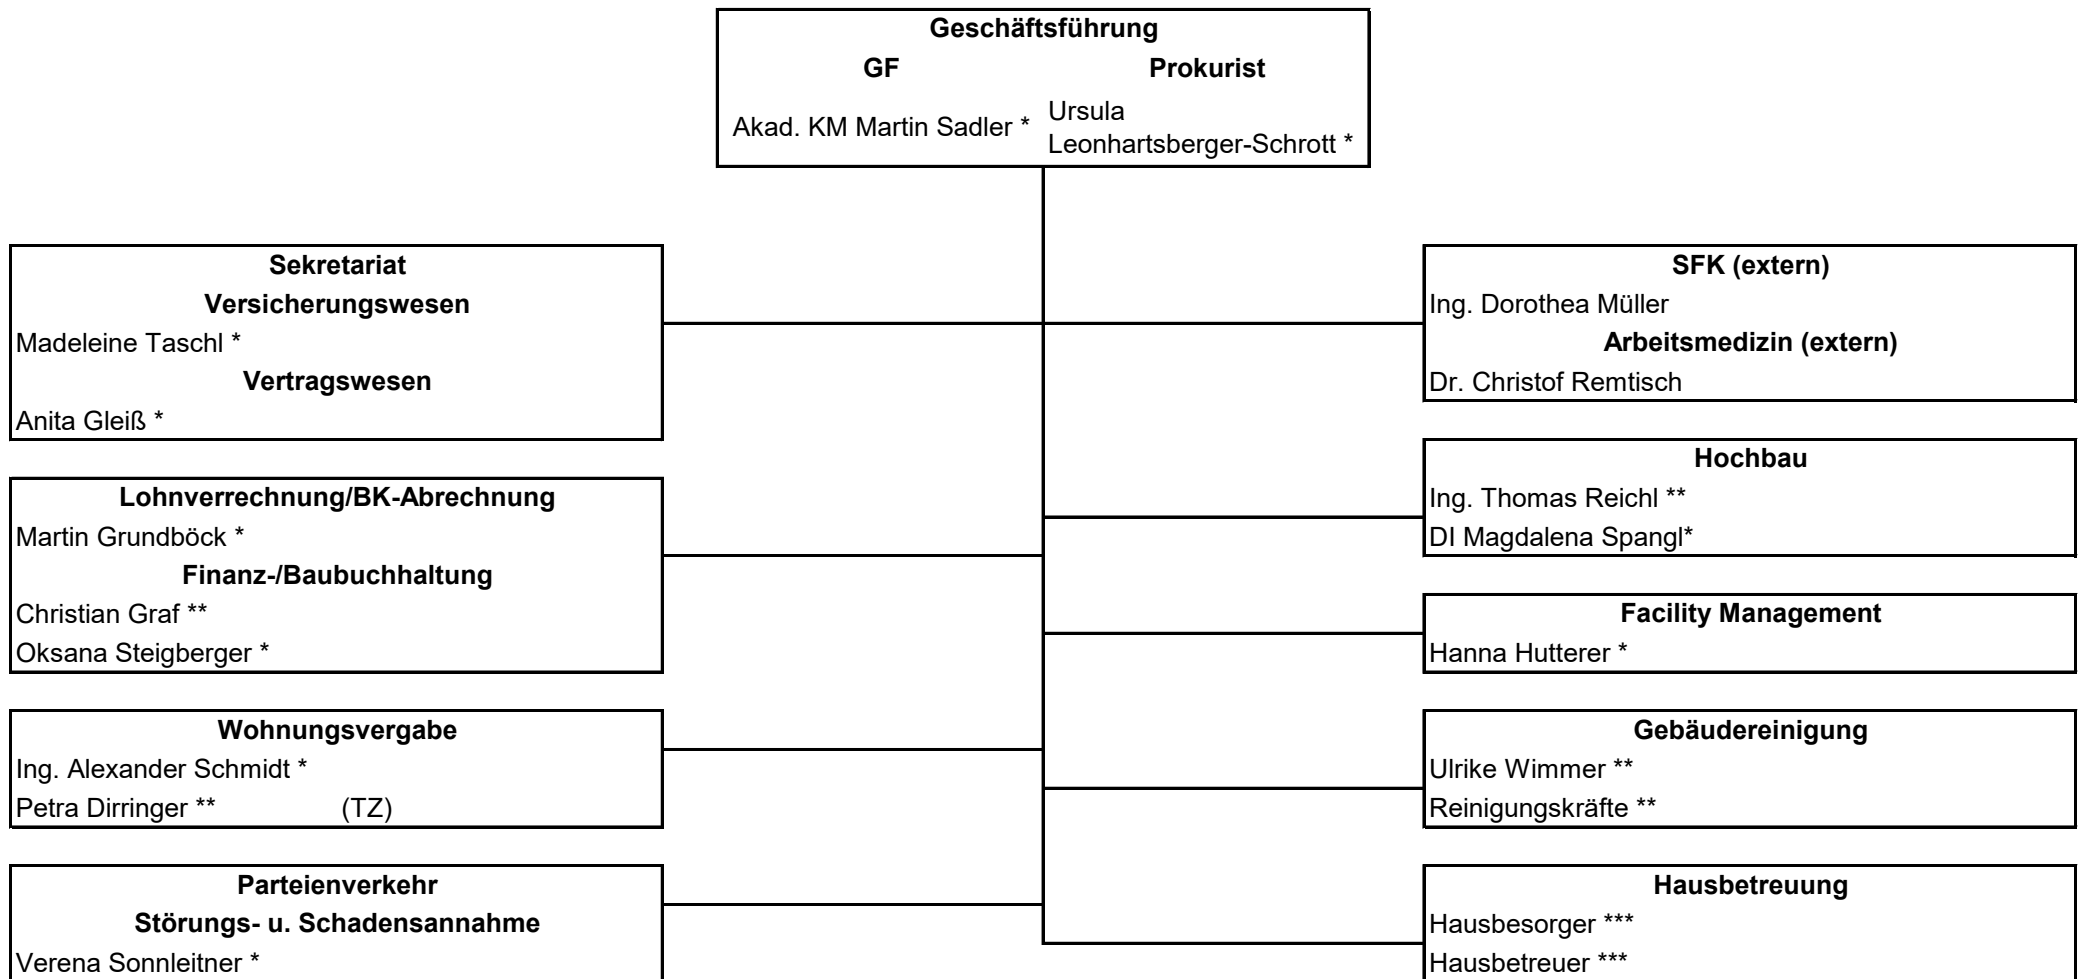 Geschäftsführung
GF Prokurist
Akad. KM Martin Sadler * Ursula
Leonhartsberger-Schrott *
Sekretariat
Versicherungswesen
Madeleine Taschl *
Vertragswesen
Anita Gleiß *
Lohnverrechnung/BK-Abrechnung
Martin Grundböck *
Finanz-/Baubuchhaltung
Christian Graf **
Oksana Steigberger *
Wohnungsvergabe
Ing. Alexander Schmidt *
Petra Dirringer ** (TZ)
Parteienverkehr
Störungs- u. Schadensannahme
Verena Sonnleitner *
SFK (extern)
Ing. Dorothea Müller
Arbeitsmedizin (extern)
Dr. Christof Remtisch
Hochbau
Ing. Thomas Reichl **
DI Magdalena Spangl*
Facility Management
Hanna Hutterer *
Gebäudereinigung
Ulrike Wimmer **
Reinigungskräfte **
Hausbetreuung
Hausbesorger ***
Hausbetreuer ***